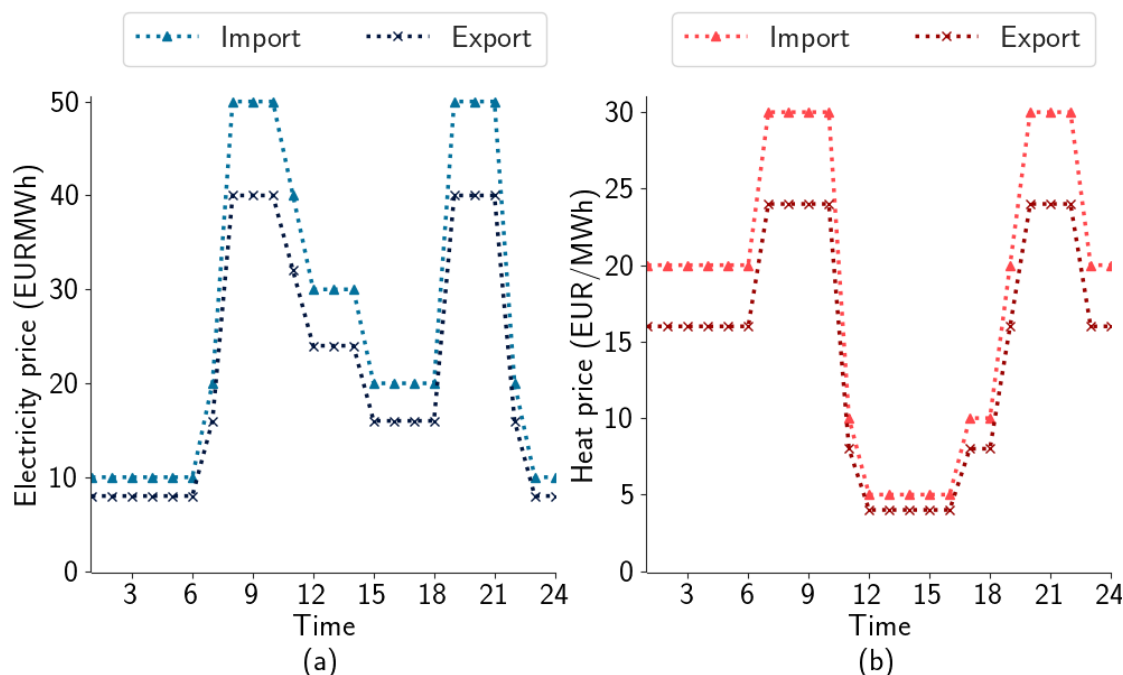 Import Export
Import Export
Electricity price (EURMWh)
50
40
30
20
10
0
3 6 9 12 15 18 21 24
Time
(a)
Heat price (EUR/MWh)
30
25
20
15
10
5
0
3 6 9 12 15 18 21 24
Time
(b)